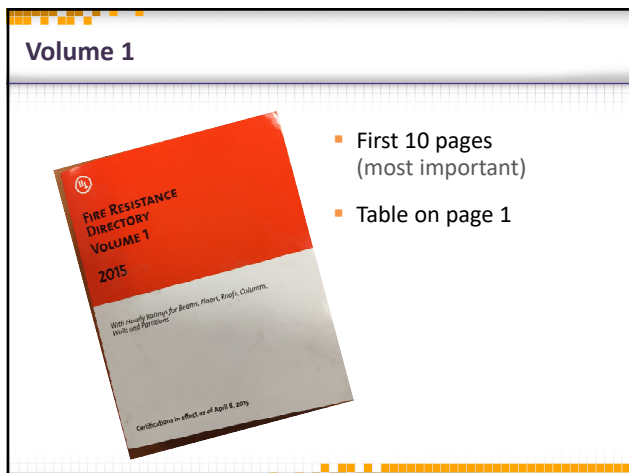 Volume 1
First 10 pages
(most important)
Table on page 1
UL
FIRE RESISTANCE
DIRECTORY
VOLUME 1
2015
With Hourly Ratings for Beams, Floors, Roofs, Columns,
Walls and Partitions
Certifications in effect as of April 8, 2015